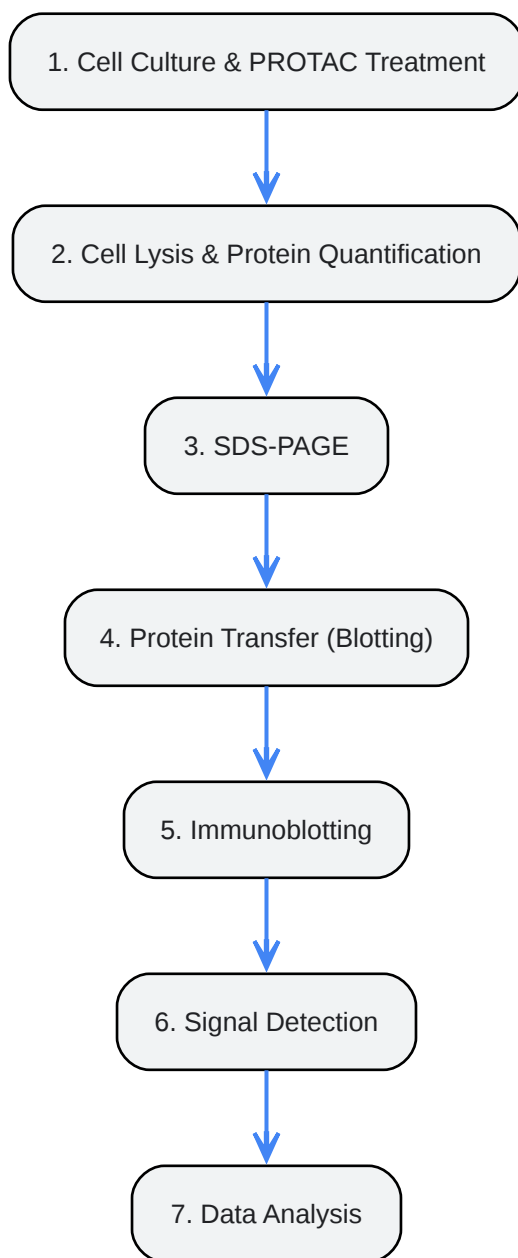 1. Cell Culture & PROTAC Treatment
2. Cell Lysis & Protein Quantification
3. SDS-PAGE
4. Protein Transfer (Blotting)
5. Immunoblotting
6. Signal Detection
7. Data Analysis